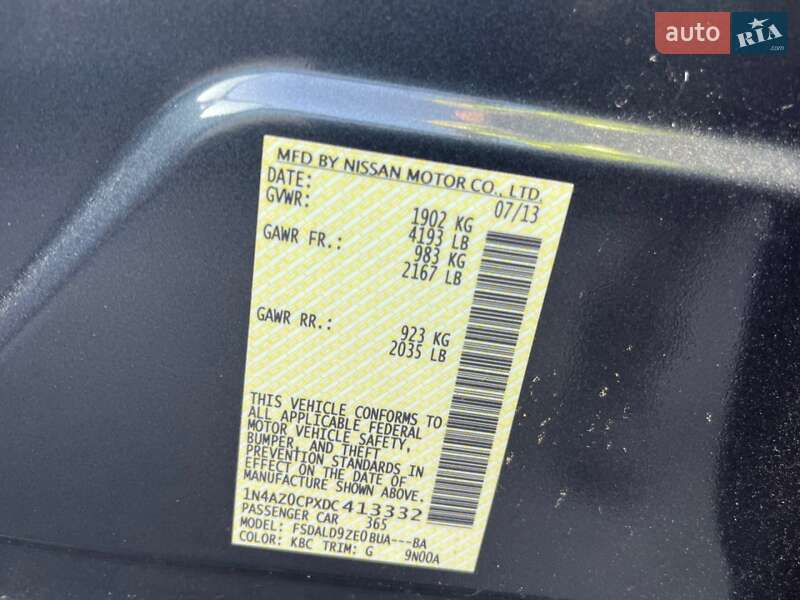 auto RIA.com
MFD BY NISSAN MOTOR CO., LTD.
DATE: 07/13
GVWR: 1902 KG
4193 LB
GAWR FR.: 983 KG
2167 LB
GAWR RR.: 923 KG
2035 LB
THIS VEHICLE CONFORMS TO
ALL APPLICABLE FEDERAL
MOTOR VEHICLE SAFETY,
BUMPER, AND THEFT
PREVENTION STANDARDS IN
EFFECT ON THE DATE OF
MANUFACTURE SHOWN ABOVE.
1N4AZ0CPXDC413332
PASSENGER CAR 365
MODEL: FSDALD9ZE0BUA---BA
COLOR: KBC TRIM: G 9N00A